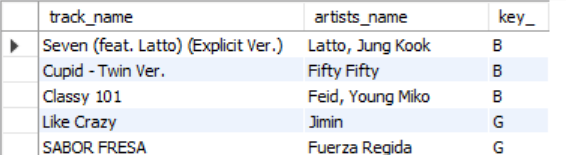 track_name artists_name key_
Seven (feat. Latto) (Explicit Ver.) Latto, Jung Kook B
Cupid - Twin Ver. Fifty Fifty B
Classy 101 Feid, Young Miko B
Like Crazy Jimin G
SABOR FRESA Fuerza Regida G